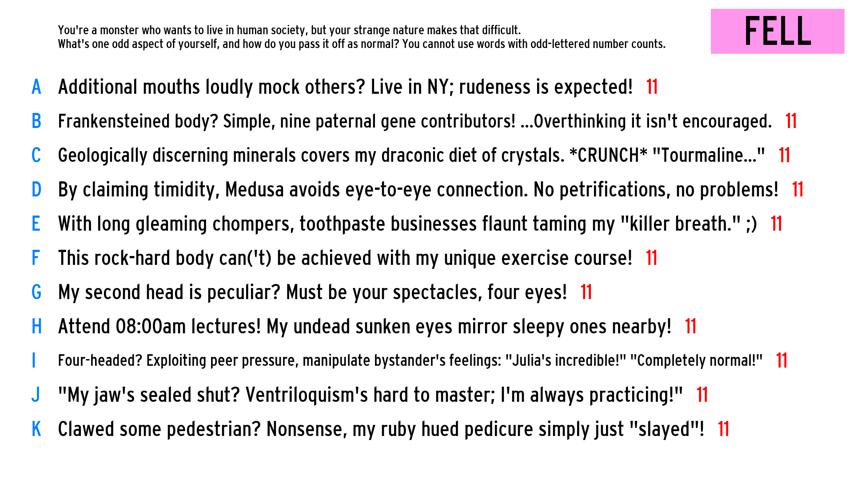 You're a monster who wants to live in human society, but your strange nature makes that difficult.
What's one odd aspect of yourself, and how do you pass it off as normal? You cannot use words with odd-lettered number counts.
FELL
A Additional mouths loudly mock others? Live in NY; rudeness is expected! 11
B Frankensteined body? Simple, nine paternal gene contributors! ...Overthinking it isn't encouraged. 11
C Geologically discerning minerals covers my draconic diet of crystals. *CRUNCH* "Tourmaline..." 11
D By claiming timidity, Medusa avoids eye-to-eye connection. No petrifications, no problems! 11
E With long gleaming chompers, toothpaste businesses flaunt taming my "killer breath." ;) 11
F This rock-hard body can('t) be achieved with my unique exercise course! 11
G My second head is peculiar? Must be your spectacles, four eyes! 11
H Attend 08:00am lectures! My undead sunken eyes mirror sleepy ones nearby! 11
I Four-headed? Exploiting peer pressure, manipulate bystander's feelings: "Julia's incredible!" "Completely normal!" 11
J "My jaw's sealed shut? Ventriloquism's hard to master; I'm always practicing!" 11
K Clawed some pedestrian? Nonsense, my ruby hued pedicure simply just "slayed"! 11